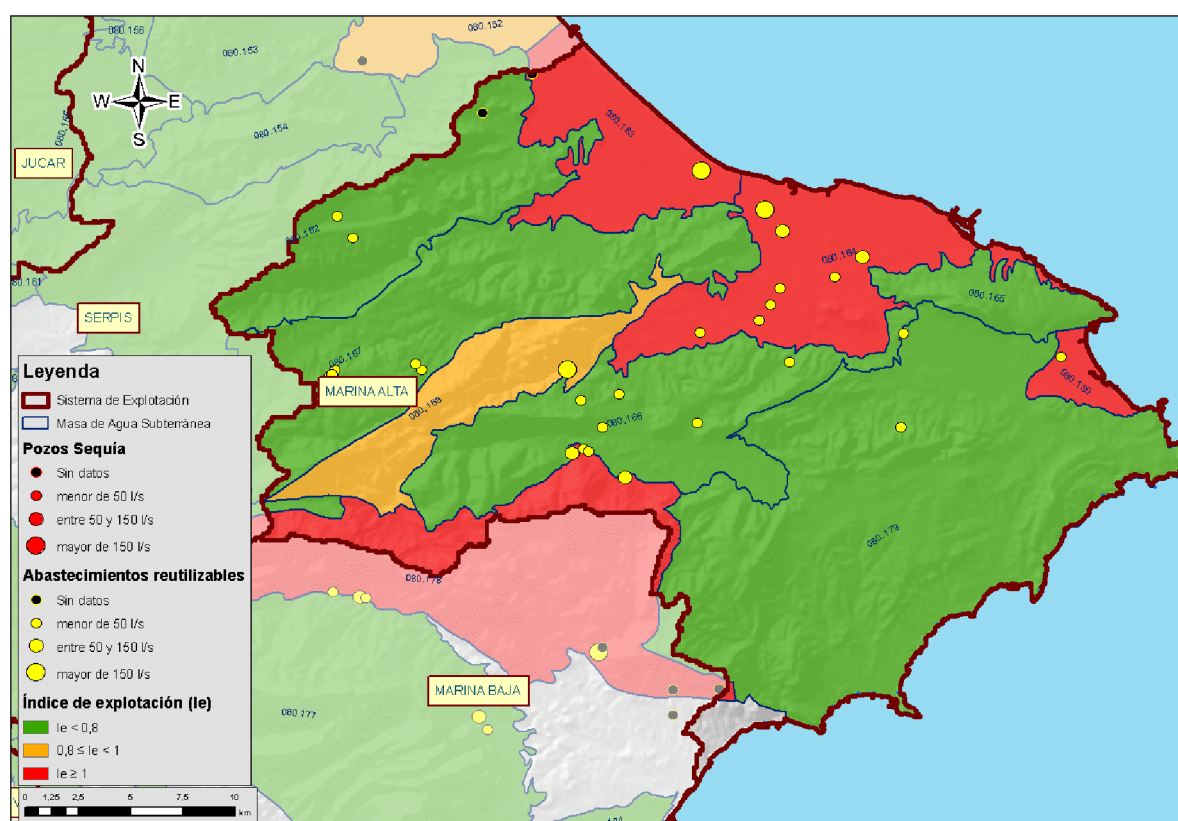 080.156
080.153
080.152
N
W E
S
080.155
080.154
JUCAR
080.163
080.162
080.164
080.161
080.165
SERPIS
080.167
MARINA ALTA
080.168
080.180
080.166
Leyenda
Sistema de Explotación
Masa de Agua Subterránea
Pozos Sequía
Sin datos
menor de 50 l/s
entre 50 y 150 l/s
mayor de 150 l/s
Abastecimientos reutilizables
Sin datos
menor de 50 l/s
entre 50 y 150 l/s
mayor de 150 l/s
Índice de explotación (Ie)
Ie < 0,8
0,8 ≤ Ie < 1
Ie ≥ 1
0 1,25 2,5 5 7,5 10
km
080.179
080.178
MARINA BAJA
080.177